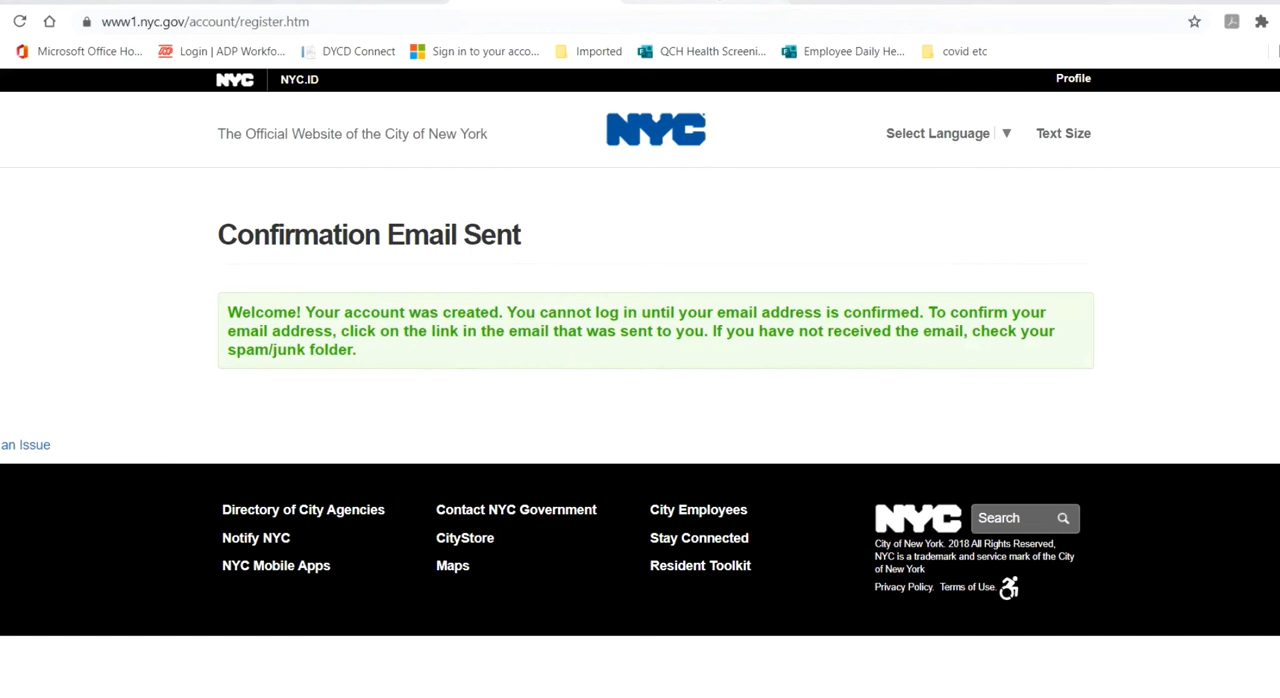 www1.nyc.gov/account/register.htm
Microsoft Office Ho... Login | ADP Workfo... DYCD Connect Sign in to your acco... Imported QCH Health Screeni... Employee Daily He... covid etc
NYC NYC.ID Profile
The Official Website of the City of New York NYC Select Language ▼ Text Size
Confirmation Email Sent
Welcome! Your account was created. You cannot log in until your email address is confirmed. To confirm your
email address, click on the link in the email that was sent to you. If you have not received the email, check your
spam/junk folder.
an Issue
Directory of City Agencies Contact NYC Government City Employees NYC Search
Notify NYC CityStore Stay Connected
NYC Mobile Apps Maps Resident Toolkit
City of New York. 2018 All Rights Reserved,
NYC is a trademark and service mark of the City
of New York
Privacy Policy. Terms of Use.